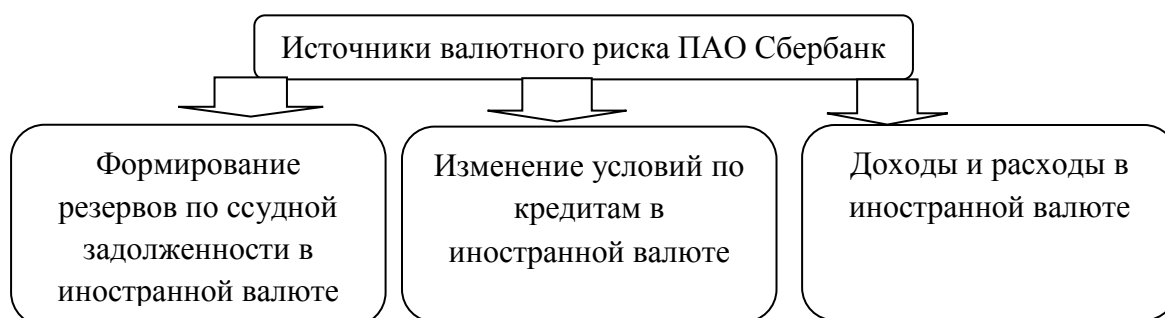 Источники валютного риска ПАО Сбербанк
Формирование
резервов по ссудной
задолженности в
иностранной валюте
Изменение условий по
кредитам в
иностранной валюте
Доходы и расходы в
иностранной валюте